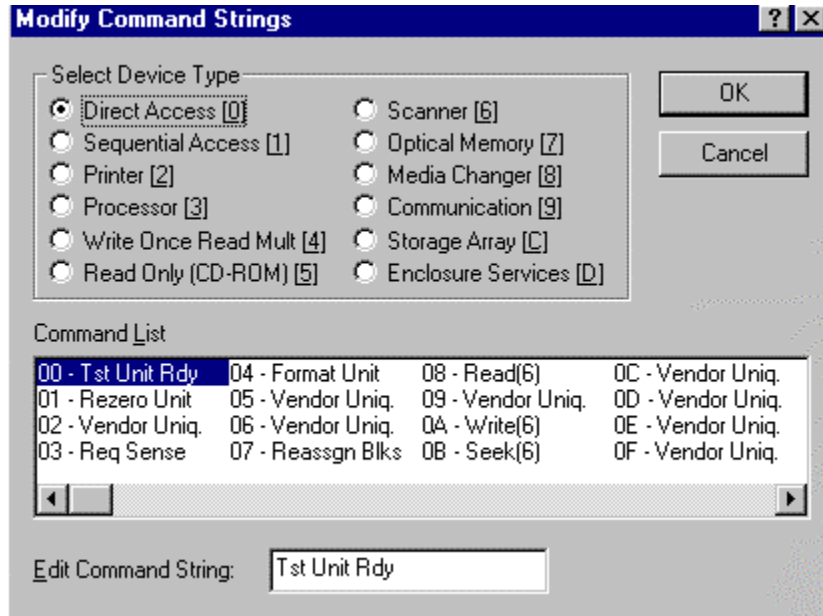 Modify Command Strings
Select Device Type
Direct Access [0]
Sequential Access [1]
Printer [2]
Processor [3]
Write Once Read Mult [4]
Read Only (CD-ROM) [5]
Scanner [6]
Optical Memory [7]
Media Changer [8]
Communication [9]
Storage Array [C]
Enclosure Services [D]
OK
Cancel
Command List
00 - Tst Unit Rdy
01 - Rezero Unit
02 - Vendor Uniq.
03 - Req Sense
04 - Format Unit
05 - Vendor Uniq.
06 - Vendor Uniq.
07 - Reassgn Blks
08 - Read(6)
09 - Vendor Uniq.
0A - Write(6)
0B - Seek(6)
0C - Vendor Uniq.
0D - Vendor Uniq.
0E - Vendor Uniq.
0F - Vendor Uniq.
Edit Command String:
Tst Unit Rdy